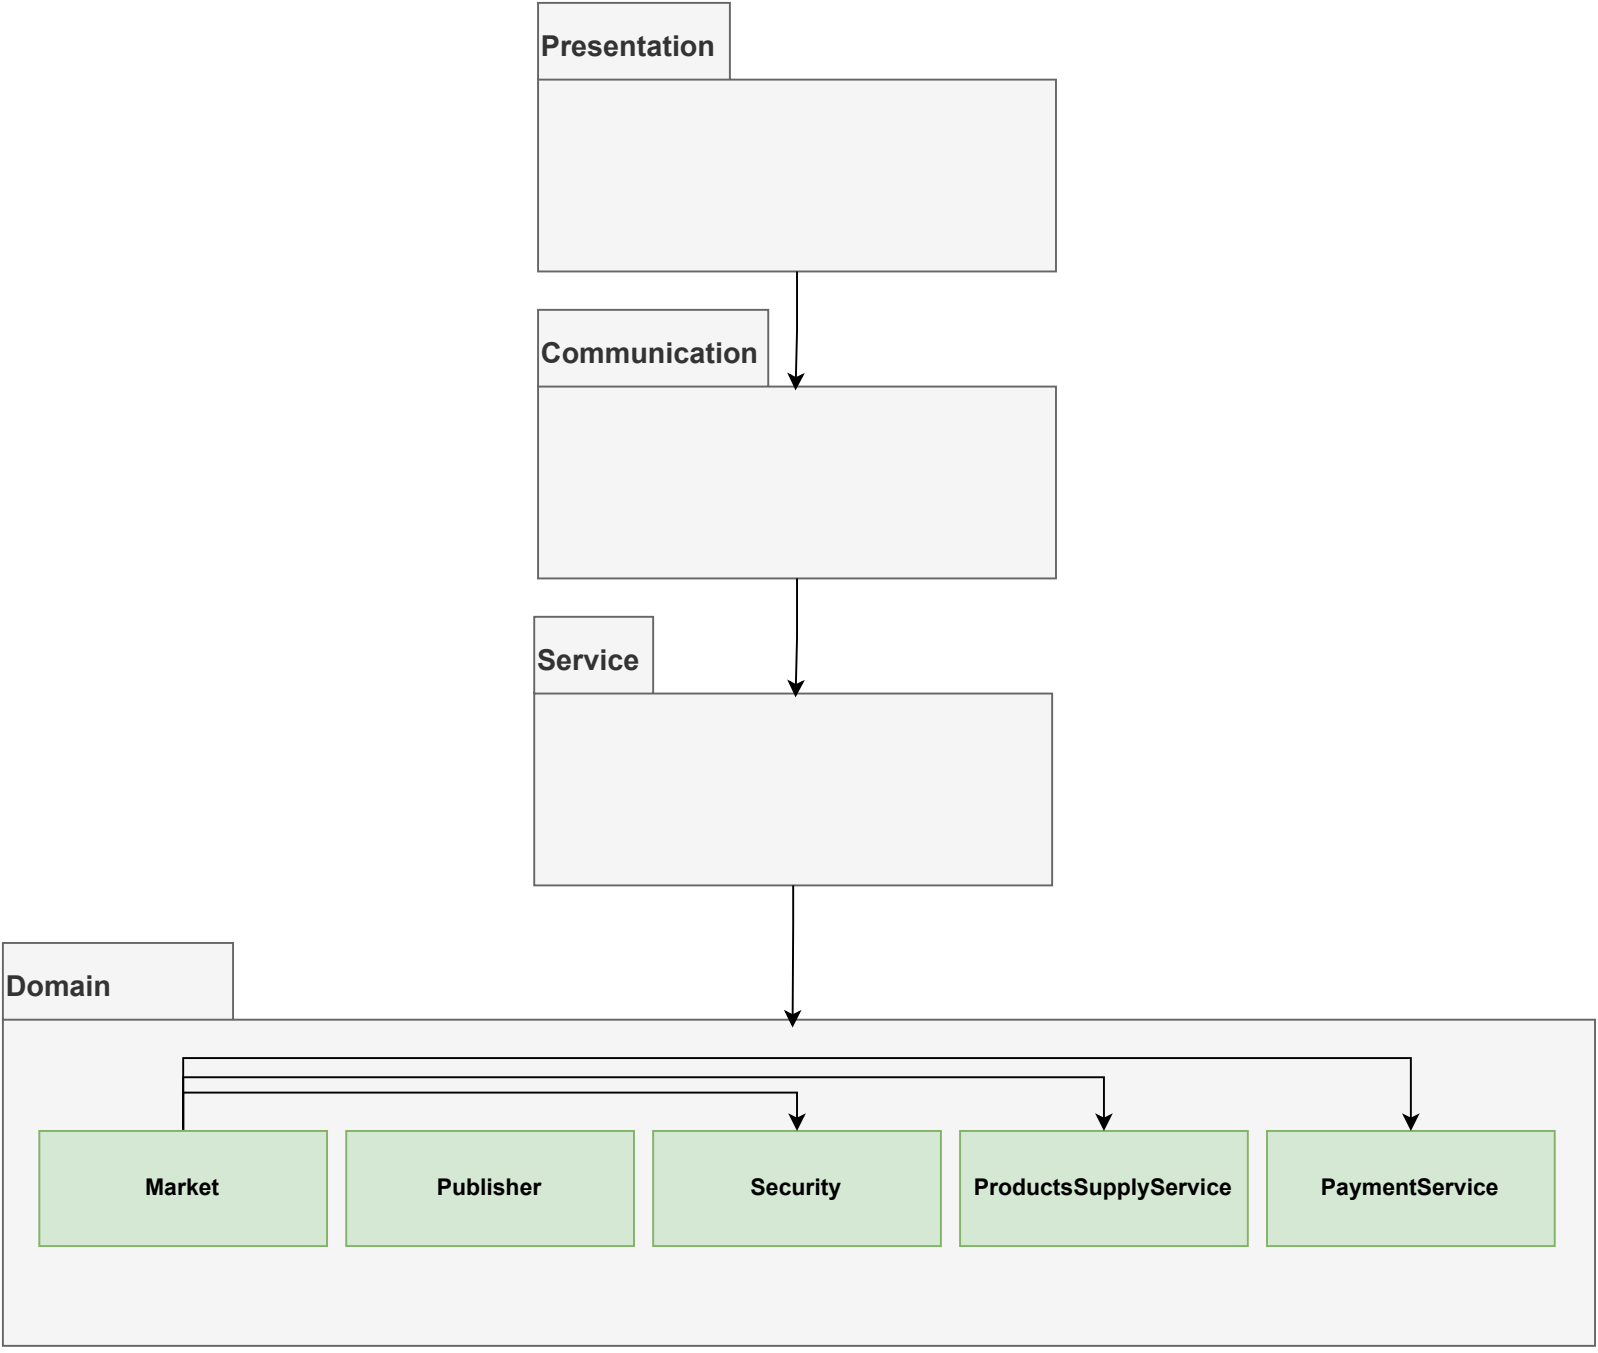 Presentation
Communication
Service
Domain
Market
Publisher
Security
ProductsSupplyService
PaymentService